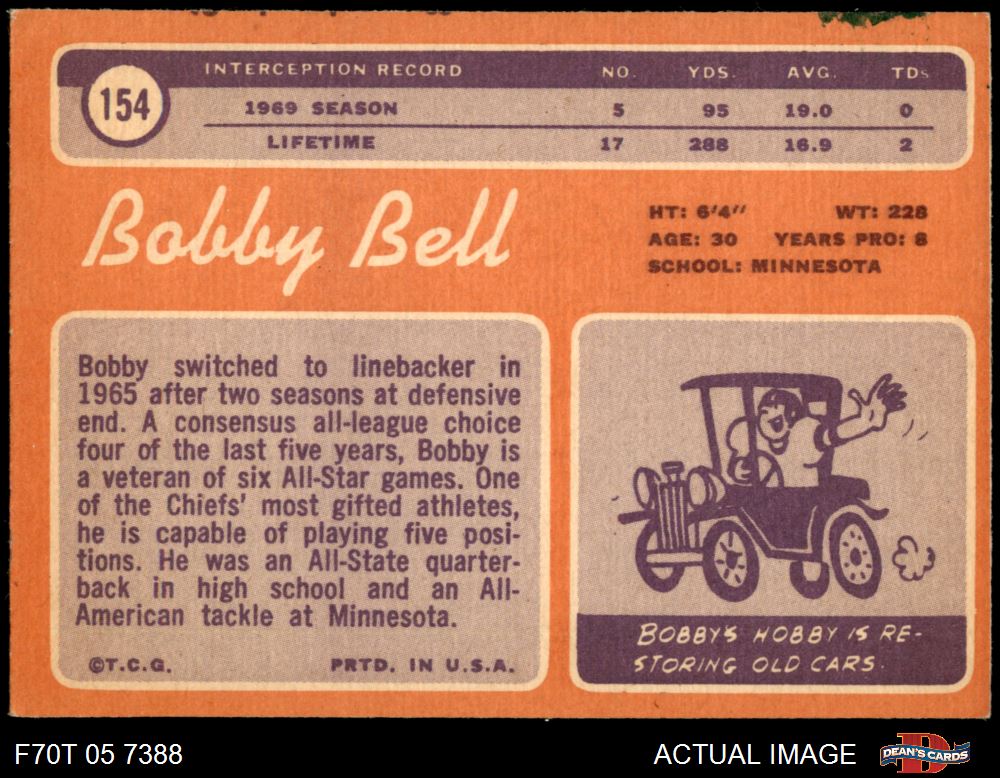 154
INTERCEPTION RECORD NO. YDS. AVG. TDs
1969 SEASON 5 95 19.0 0
LIFETIME 17 288 16.9 2
Bobby Bell
HT: 6'4" WT: 228
AGE: 30 YEARS PRO: 8
SCHOOL: MINNESOTA
Bobby switched to linebacker in
1965 after two seasons at defensive
end. A consensus all-league choice
four of the last five years, Bobby is
a veteran of six All-Star games. One
of the Chiefs' most gifted athletes,
he is capable of playing five posi-
tions. He was an All-State quarter-
back in high school and an All-
American tackle at Minnesota.
©T.C.G. PRTD. IN U.S.A.
BOBBY'S HOBBY IS RE-
STORING OLD CARS.
F70T 05 7388 ACTUAL IMAGE DEAN'S CARDS